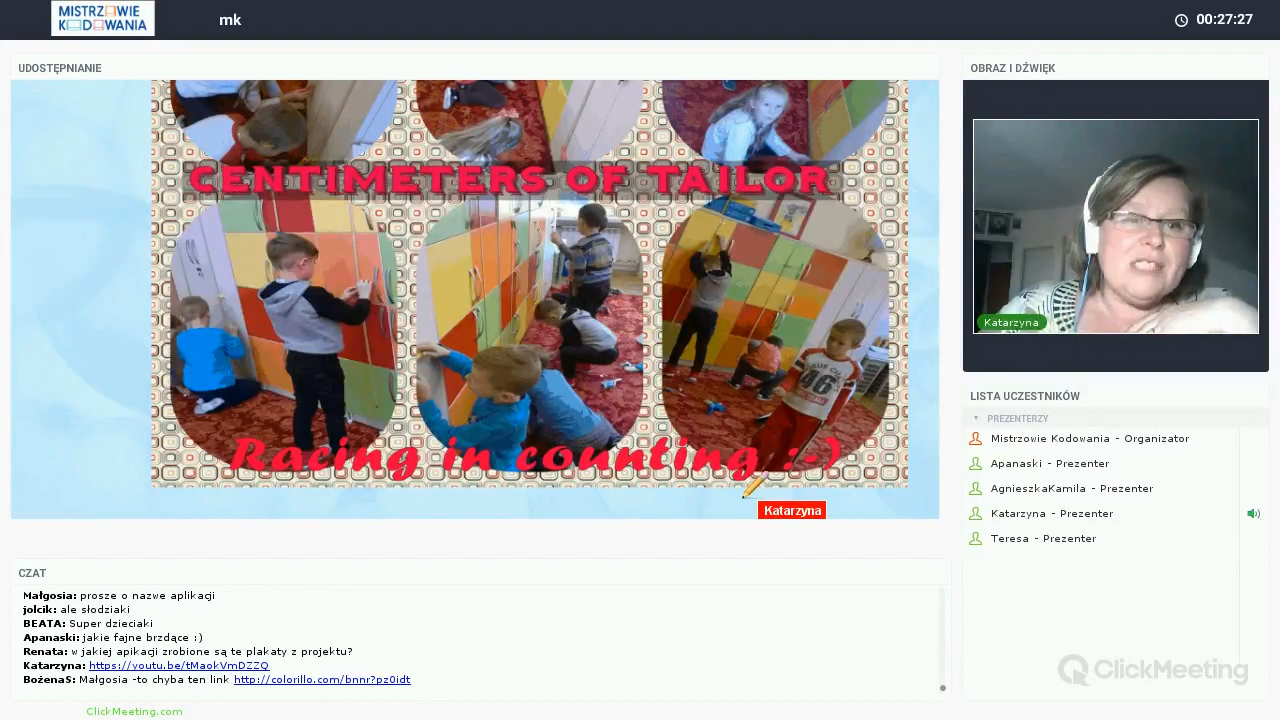 MISTRZOWIE
KODOWANIA
mk
00:27:27
UDOSTĘPNIANIE
CENTIMETERS OF TAILOR
46
Racing in counting :-)
Katarzyna
OBRAZ I DŹWIĘK
Katarzyna
LISTA UCZESTNIKÓW
PREZENTERZY
Mistrzowie Kodowania - Organizator
Apanaski - Prezenter
AgnieszkaKamila - Prezenter
Katarzyna - Prezenter
Teresa - Prezenter
ClickMeeting
CZAT
Małgosia: prosze o nazwe aplikacji
jolcik: ale słodziaki
BEATA: Super dzieciaki
Apanaski: jakie fajne brzdące :)
Renata: w jakiej apikacji zrobione są te plakaty z projektu?
Katarzyna: https://youtu.be/tMaokVmDZZQ
BożenaS: Małgosia -to chyba ten link http://colorillo.com/bnnr?pz0idt
ClickMeeting.com